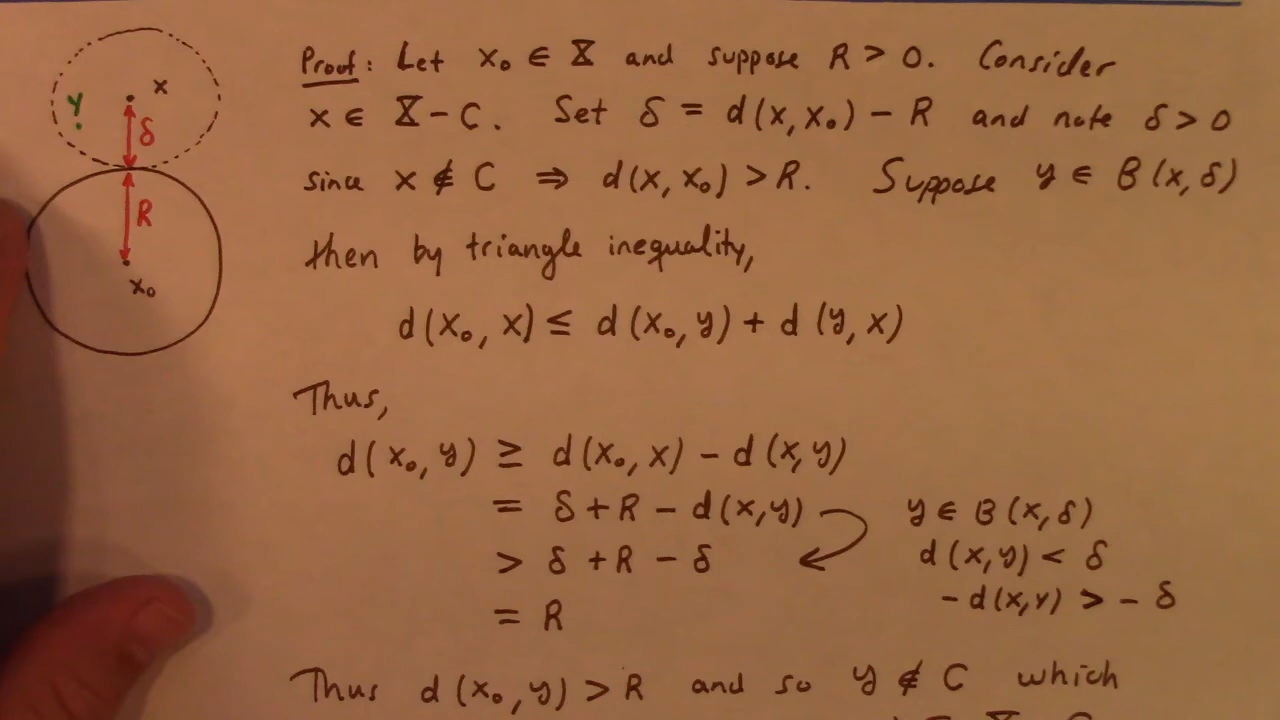 Proof: Let x₀ ∈ X and suppose R > 0. Consider
x ∈ X - C. Set δ = d(x, x₀) - R and note δ > 0
since x ∉ C ⇒ d(x, x₀) > R. Suppose y ∈ B(x, δ)
then by triangle inequality,
d(x₀, x) ≤ d(x₀, y) + d(y, x)
Thus,
d(x₀, y) ≥ d(x₀, x) - d(x, y)
= δ + R - d(x, y)
> δ + R - δ
= R
y ∈ B(x, δ)
d(x, y) < δ
- d(x, y) > - δ
Thus d(x₀, y) > R and so y ∉ C which
x
y
δ
R
x₀